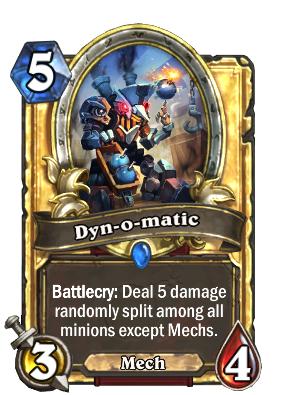 5
Dyn-o-matic
Battlecry: Deal 5 damage
randomly split among all
minions except Mechs.
3
Mech
4